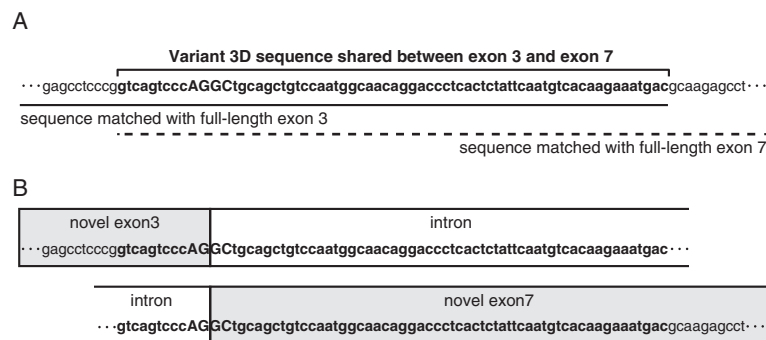 A
Variant 3D sequence shared between exon 3 and exon 7
···gagcctcccggtcagtcccAGGCtgcagctgtccaatggcaacaggaccctcactctattcaatgtcacaagaaatgacgcaagagcct···
sequence matched with full-length exon 3
sequence matched with full-length exon 7
B
novel exon3 intron
···gagcctcccggtcagtcccAGGCtgcagctgtccaatggcaacaggaccctcactctattcaatgtcacaagaaatgac···
intron novel exon7
···gtcagtcccAGGCtgcagctgtccaatggcaacaggaccctcactctattcaatgtcacaagaaatgacgcaagagcct···